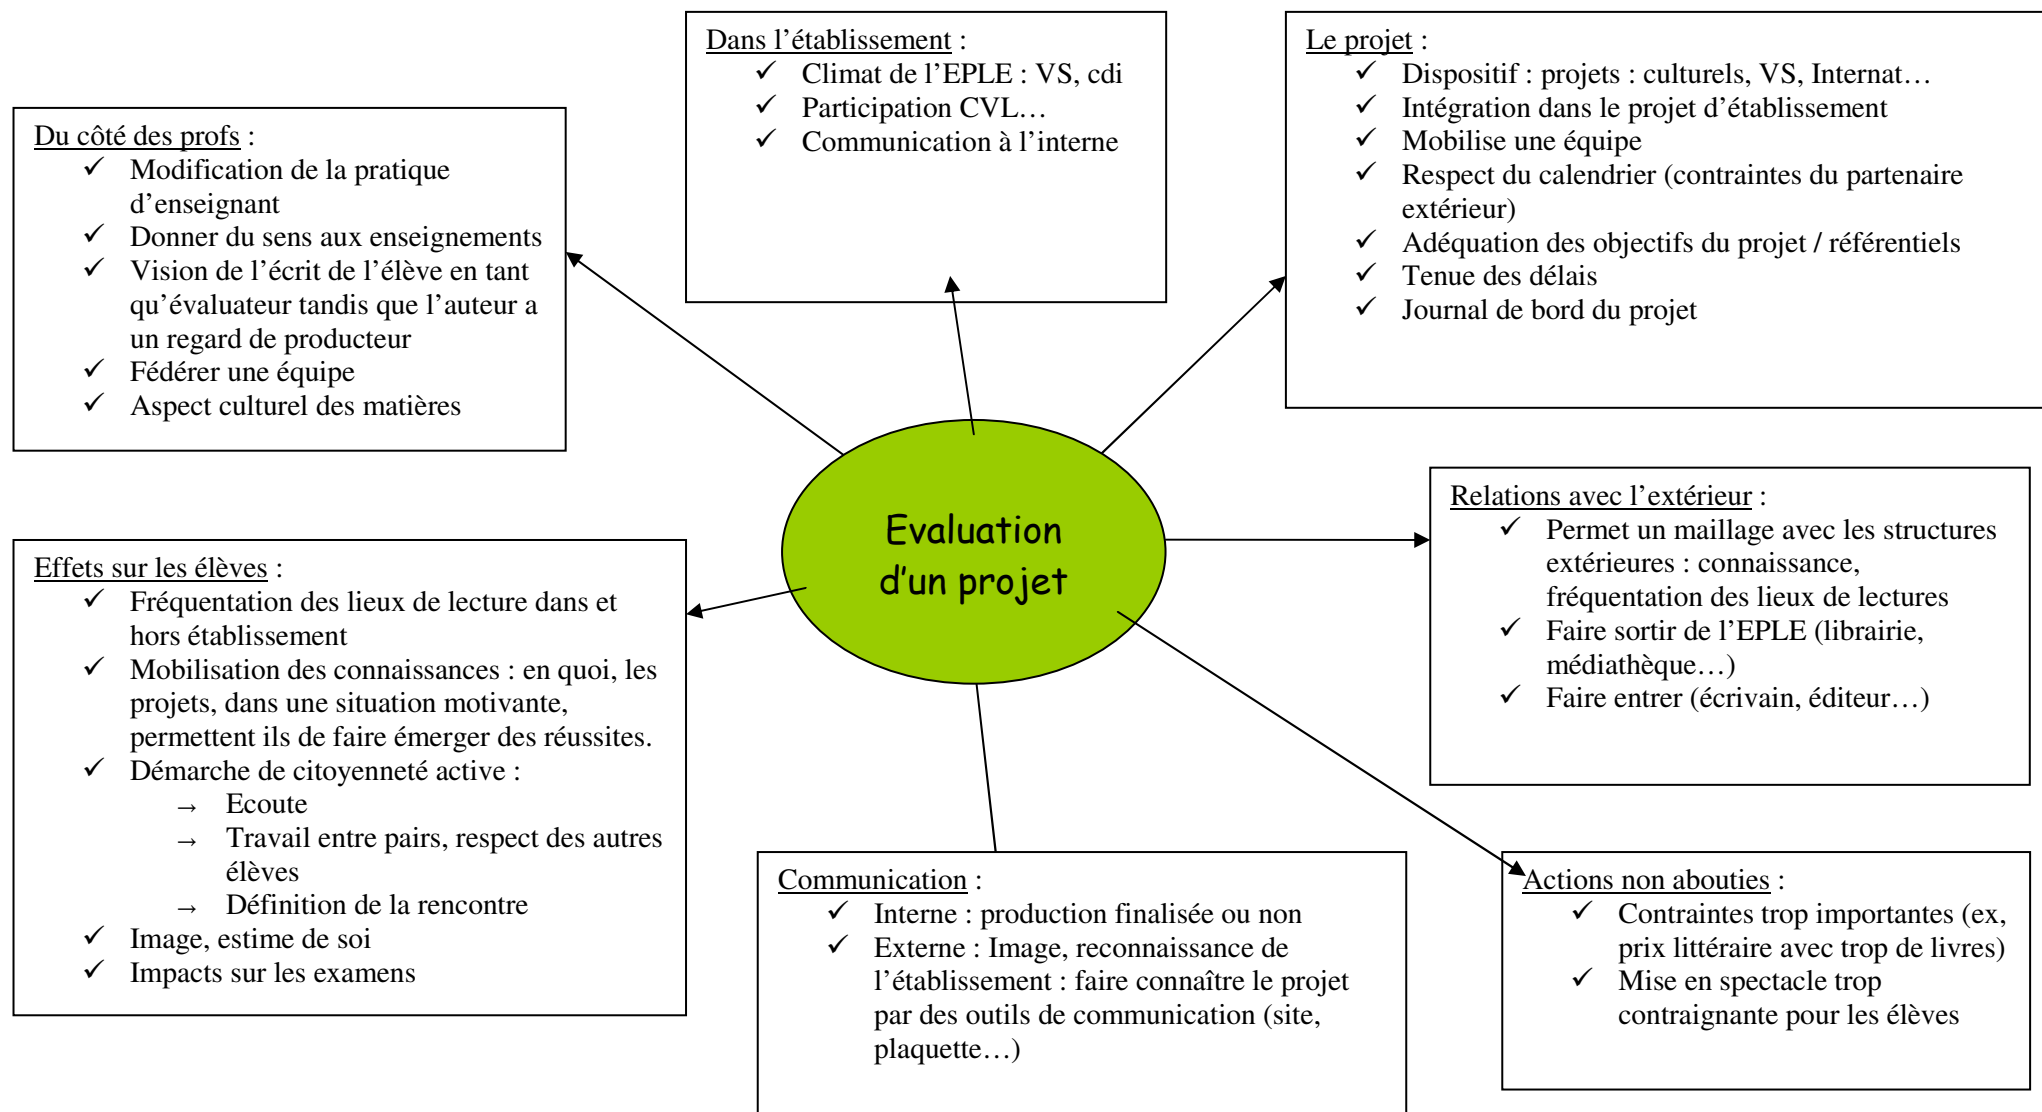 Dans l’établissement :
✓ Climat de l’EPLE : VS, cdi
✓ Participation CVL…
✓ Communication à l’interne
Le projet :
✓ Dispositif : projets : culturels, VS, Internat…
✓ Intégration dans le projet d’établissement
✓ Mobilise une équipe
✓ Respect du calendrier (contraintes du partenaire
extérieur)
✓ Adéquation des objectifs du projet / référentiels
✓ Tenue des délais
✓ Journal de bord du projet
Du côté des profs :
✓ Modification de la pratique
d’enseignant
✓ Donner du sens aux enseignements
✓ Vision de l’écrit de l’élève en tant
qu’évaluateur tandis que l’auteur a
un regard de producteur
✓ Fédérer une équipe
✓ Aspect culturel des matières
Evaluation
d’un projet
Relations avec l’extérieur :
✓ Permet un maillage avec les structures
extérieures : connaissance,
fréquentation des lieux de lectures
✓ Faire sortir de l’EPLE (librairie,
médiathèque…)
✓ Faire entrer (écrivain, éditeur…)
Effets sur les élèves :
✓ Fréquentation des lieux de lecture dans et
hors établissement
✓ Mobilisation des connaissances : en quoi, les
projets, dans une situation motivante,
permettent ils de faire émerger des réussites.
✓ Démarche de citoyenneté active :
→ Ecoute
→ Travail entre pairs, respect des autres
élèves
→ Définition de la rencontre
✓ Image, estime de soi
✓ Impacts sur les examens
Communication :
✓ Interne : production finalisée ou non
✓ Externe : Image, reconnaissance de
l’établissement : faire connaître le projet
par des outils de communication (site,
plaquette…)
Actions non abouties :
✓ Contraintes trop importantes (ex,
prix littéraire avec trop de livres)
✓ Mise en spectacle trop
contraignante pour les élèves